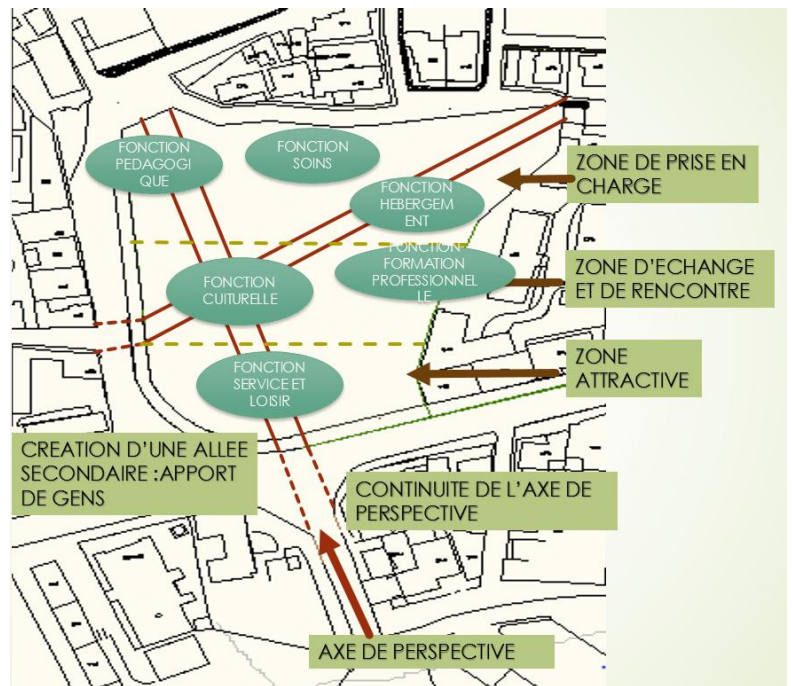 FONCTION
PEDAGOGI
QUE
FONCTION
SOINS
FONCTION
HEBERGEM
ENT
ZONE DE PRISE EN
CHARGE
FONCTION
FORMATION
PROFESSIONNEL
LE
FONCTION
CUITURELLE
ZONE D'ECHANGE
ET DE RENCONTRE
FONCTION
SERVICE ET
LOISIR
ZONE
ATTRACTIVE
CREATION D'UNE ALLEE
SECONDAIRE :APPORT
DE GENS
CONTINUITE DE L'AXE DE
PERSPECTIVE
AXE DE PERSPECTIVE